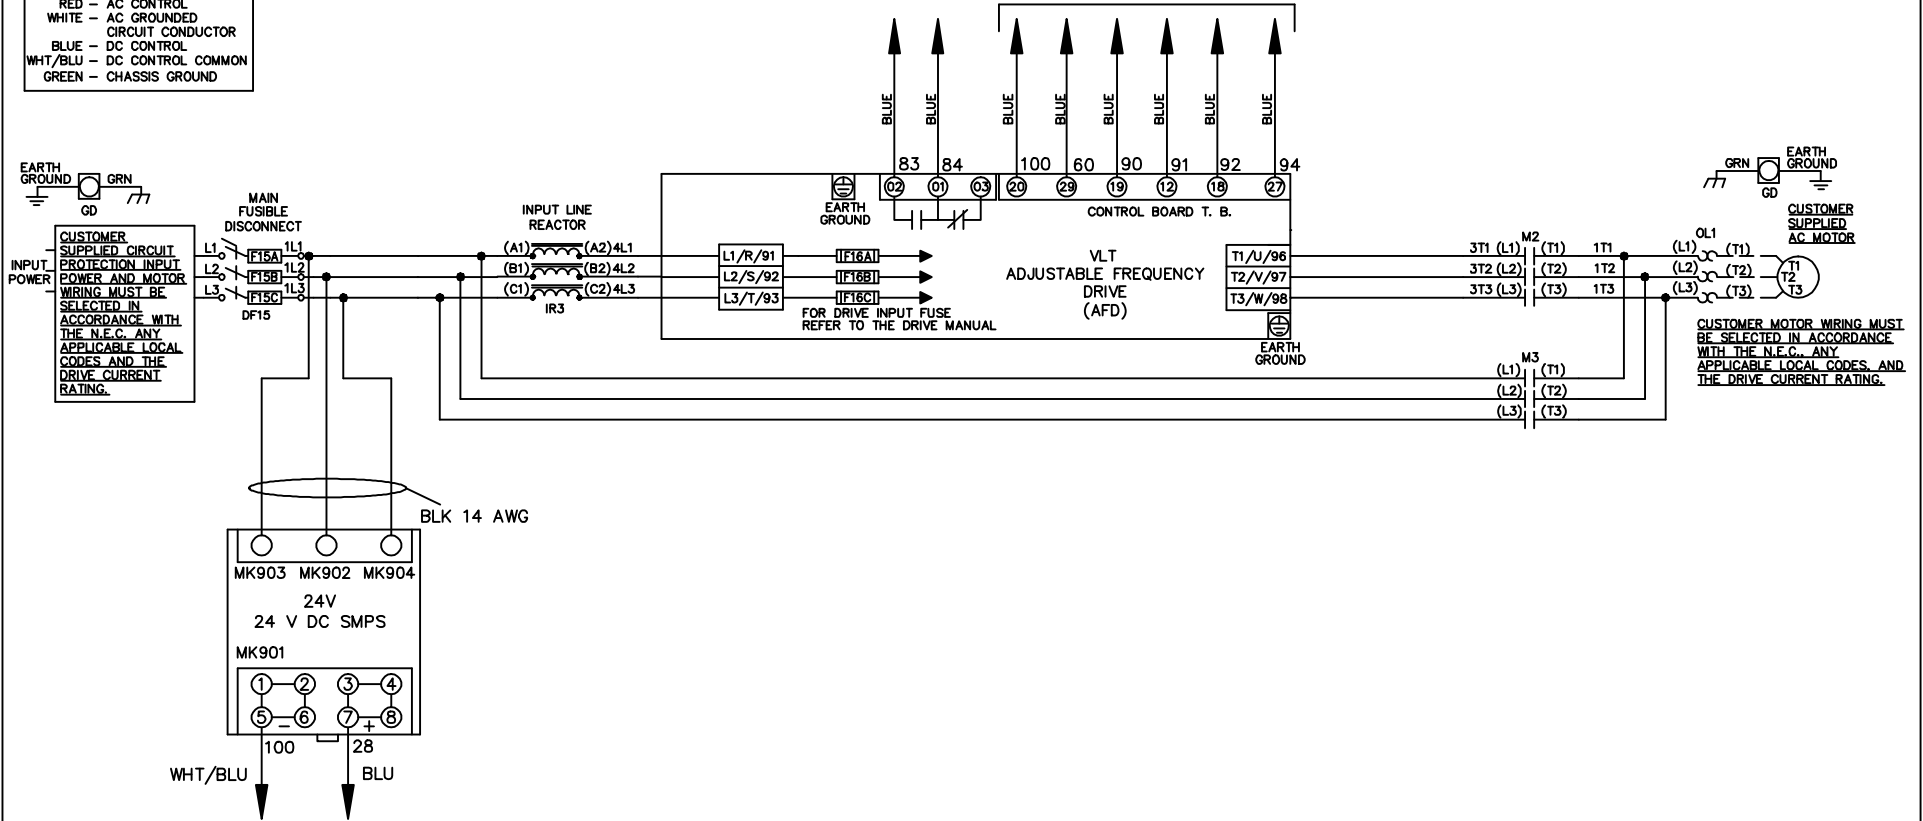 RED – AC CONTROL
WHITE – AC GROUNDED
CIRCUIT CONDUCTOR
BLUE – DC CONTROL
WHT/BLU – DC CONTROL COMMON
GREEN – CHASSIS GROUND
BLUE BLUE BLUE BLUE BLUE BLUE BLUE BLUE
83 84 100 60 90 91 92 94
02 01 03 20 29 19 12 18 27
EARTH
GROUND
CONTROL BOARD T. B.
EARTH
GROUND
GRN
GD
MAIN
FUSIBLE
DISCONNECT
INPUT LINE
REACTOR
GRN
EARTH
GROUND
GD
CUSTOMER
SUPPLIED
AC MOTOR
INPUT
POWER
CUSTOMER
SUPPLIED CIRCUIT
PROTECTION INPUT
POWER AND MOTOR
WIRING MUST BE
SELECTED IN
ACCORDANCE WITH
THE N.E.C. ANY
APPLICABLE LOCAL
CODES AND THE
DRIVE CURRENT
RATING.
L1 F15A 1L1
L2 F15B 1L2
L3 F15C 1L3
DF15
(A1) (A2) 4L1
(B1) (B2) 4L2
(C1) (C2) 4L3
IR3
L1/R/91 F16A
L2/S/92 F16B
L3/T/93 F16C
FOR DRIVE INPUT FUSE
REFER TO THE DRIVE MANUAL
VLT
ADJUSTABLE FREQUENCY
DRIVE
(AFD)
T1/U/96
T2/V/97
T3/W/98
EARTH
GROUND
M2
3T1 (L1) (T1) 1T1
3T2 (L2) (T2) 1T2
3T3 (L3) (T3) 1T3
OL1
(L1) (T1)
(L2) (T2)
(L3) (T3)
T1
T2
T3
CUSTOMER MOTOR WIRING MUST
BE SELECTED IN ACCORDANCE
WITH THE N.E.C., ANY
APPLICABLE LOCAL CODES, AND
THE DRIVE CURRENT RATING.
M3
(L1) (T1)
(L2) (T2)
(L3) (T3)
BLK 14 AWG
MK903 MK902 MK904
24V
24 V DC SMPS
MK901
1 2 3 4
5 – 6 7 + 8
100 28
WHT/BLU BLU